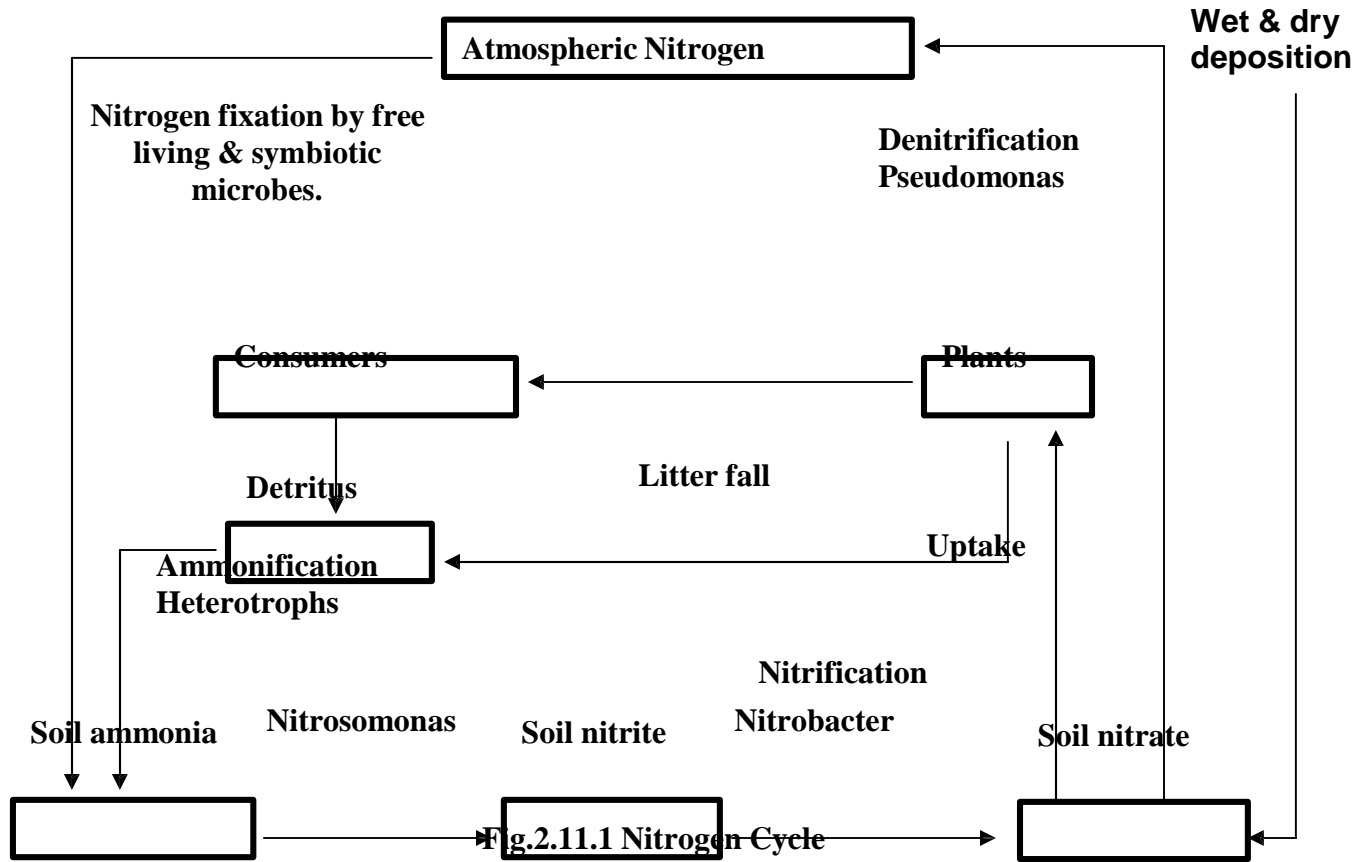 Wet & dry
deposition
Atmospheric Nitrogen
Nitrogen fixation by free
living & symbiotic
microbes.
Denitrification
Pseudomonas
Consumers
Plants
Detritus
Litter fall
Uptake
Ammonification
Heterotrophs
Nitrification
Soil ammonia
Nitrosomonas
Soil nitrite
Nitrobacter
Soil nitrate
Fig.2.11.1 Nitrogen Cycle